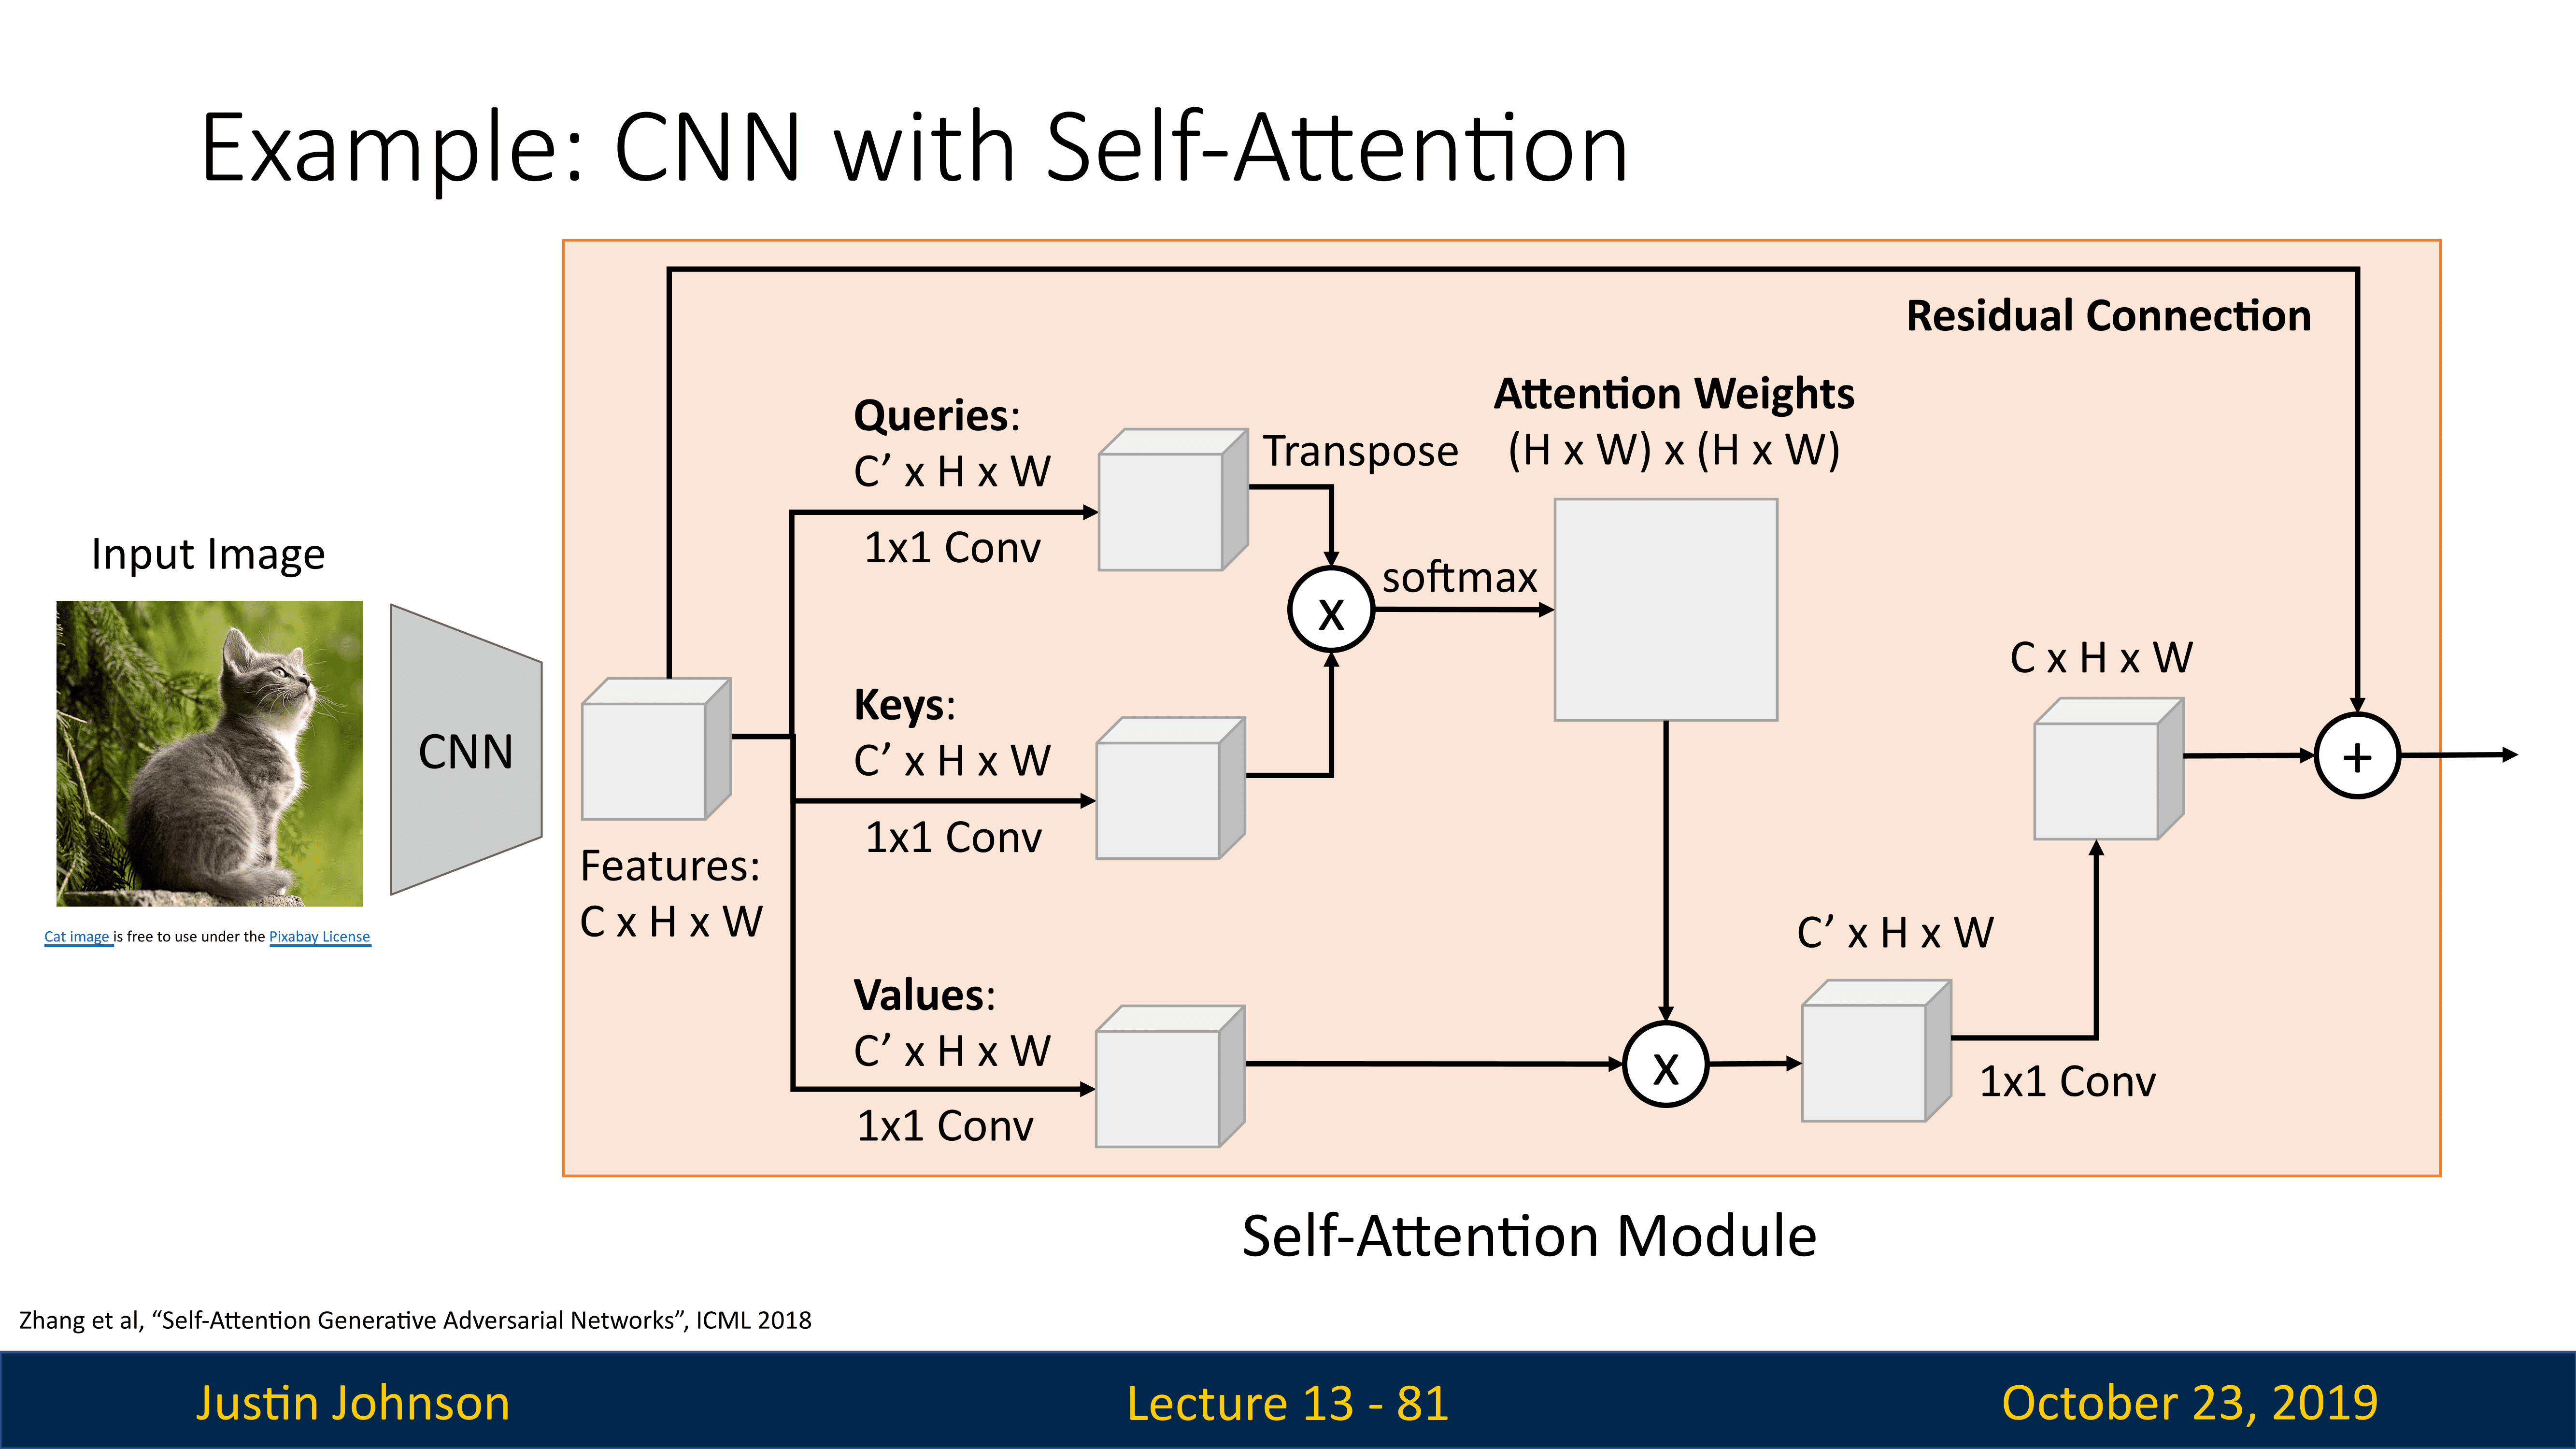 Example: CNN with Self-Attention
Residual Connection
Attention Weights
(H x W) x (H x W)
Queries:
C’ x H x W
1x1 Conv
Transpose
softmax
x
Input Image
CNN
Features:
C x H x W
Cat image is free to use under the Pixabay License
Keys:
C’ x H x W
1x1 Conv
Values:
C’ x H x W
1x1 Conv
x
C’ x H x W
1x1 Conv
C x H x W
+
Self-Attention Module
Zhang et al, “Self-Attention Generative Adversarial Networks”, ICML 2018
Justin Johnson
Lecture 13 - 81
October 23, 2019